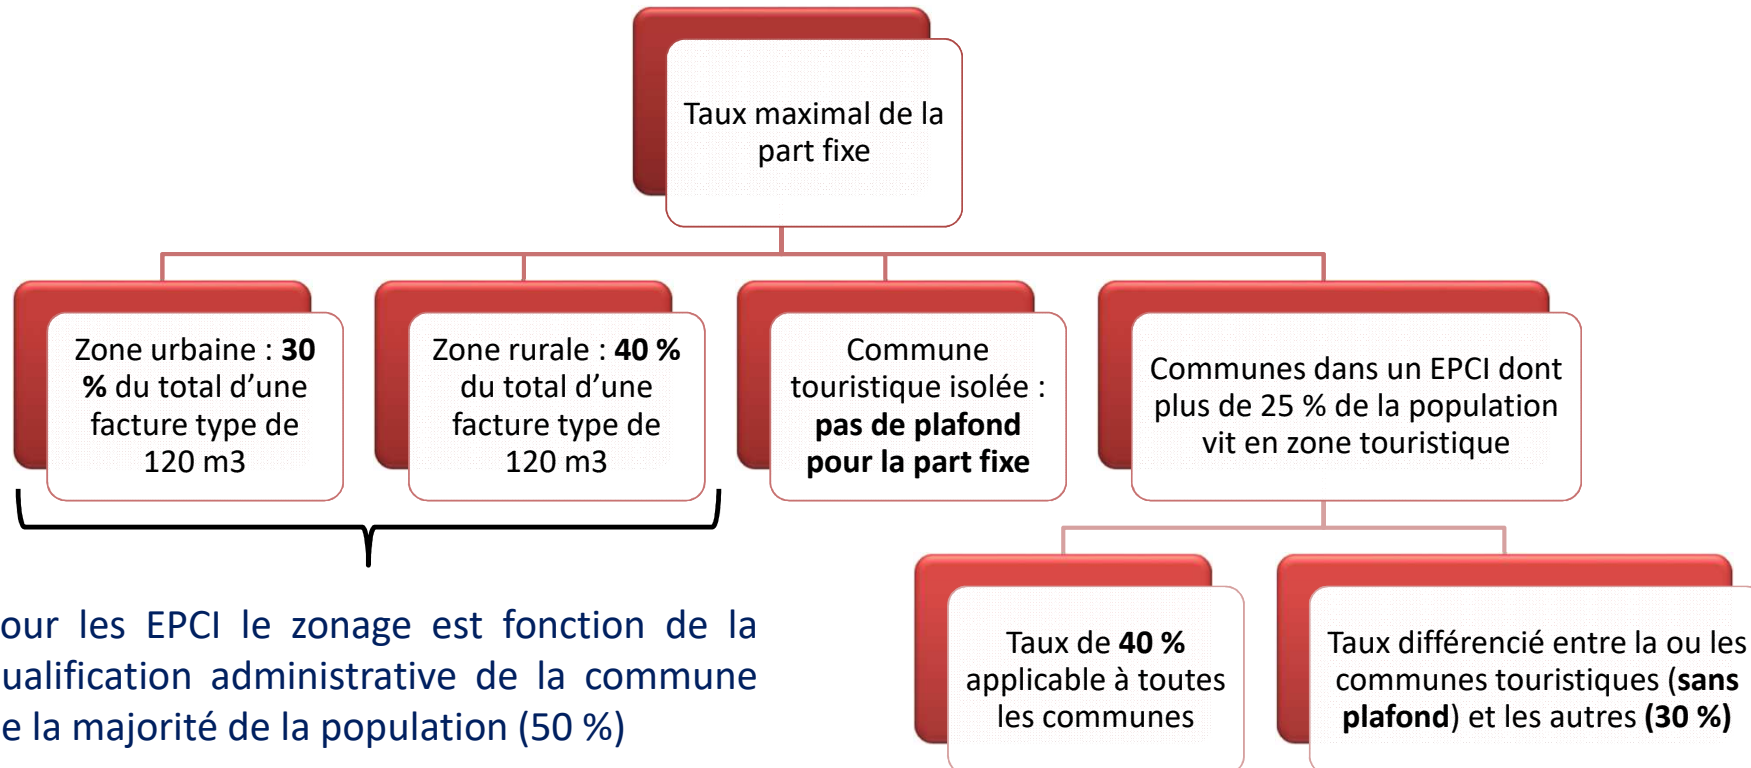 Taux maximal de la
part fixe
Zone urbaine : 30
% du total d’une
facture type de
120 m3
Zone rurale : 40 %
du total d’une
facture type de
120 m3
Commune
touristique isolée :
pas de plafond
pour la part fixe
Communes dans un EPCI dont
plus de 25 % de la population
vit en zone touristique
our les EPCI le zonage est fonction de la
ualification administrative de la commune
e la majorité de la population (50 %)
Taux de 40 %
applicable à toutes
les communes
Taux différencié entre la ou les
communes touristiques (sans
plafond) et les autres (30 %)